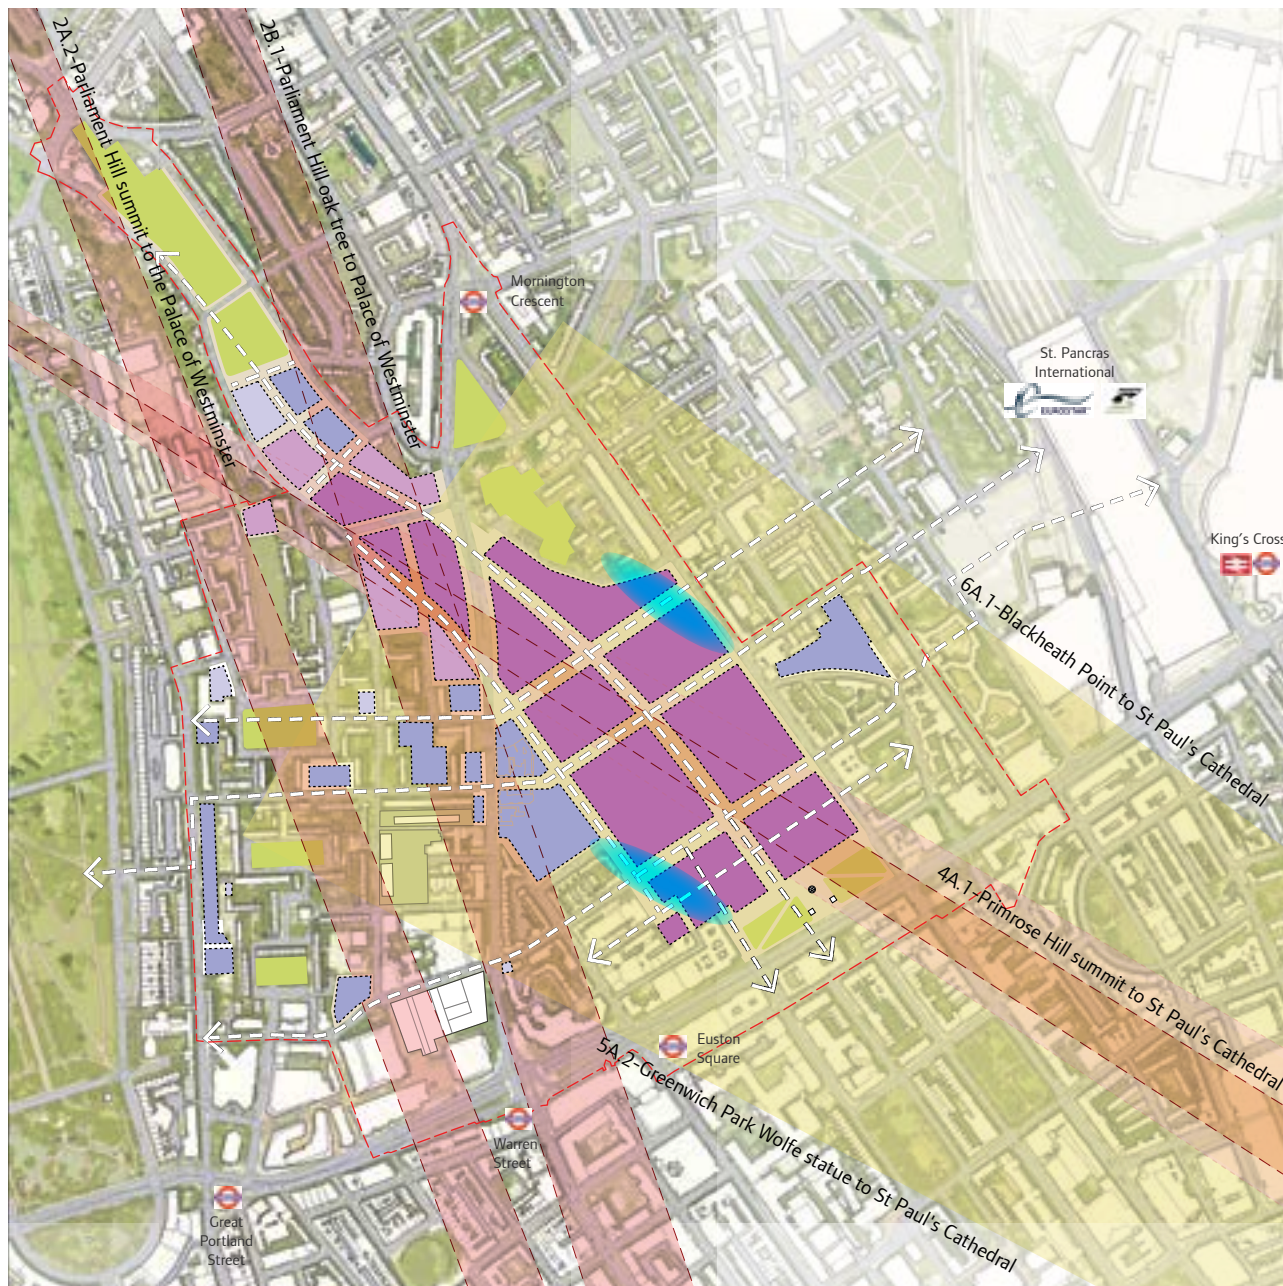 2A.2-Parliament Hill summit to the Palace of Westminster
2B.1-Parliament Hill oak tree to Palace of Westminster
Mornington
Crescent
St. Pancras
International
EUROSTAR
King's Cross
6A.1-Blackheath Point to St Paul's Cathedral
4A.1-Primrose Hill summit to St Paul's Cathedral
Euston
Square
5A.2-Greenwich Park Wolfe statue to St Paul's Cathedral
Warren
Street
Great
Portland
Street